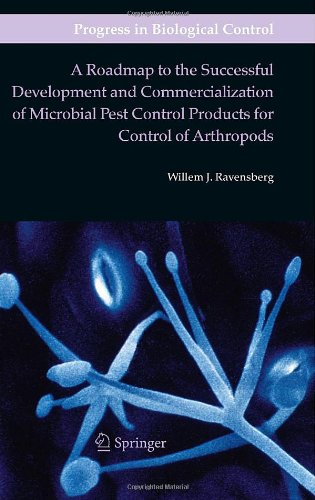 Progress in Biological Control
A Roadmap to the Successful
Development and Commercialization
of Microbial Pest Control Products for
Control of Arthropods
Willem J. Ravensberg
Springer